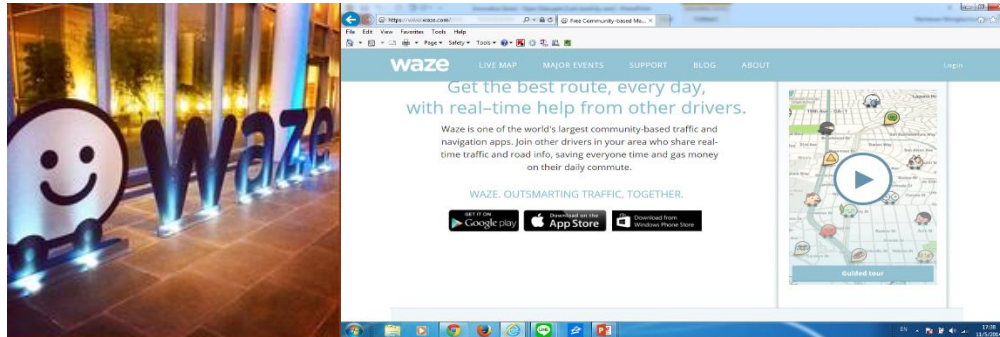 waze
https://www.waze.com/
Free Community-based Ma...
File Edit View Favorites Tools Help
Page Safety Tools
waze LIVE MAP MAJOR EVENTS SUPPORT BLOG ABOUT Login
Get the best route, every day,
with real-time help from other drivers.
Waze is one of the world's largest community-based traffic and
navigation apps. Join other drivers in your area who share real-
time traffic and road info, saving everyone time and gas money
on their daily commute.
WAZE. OUTSMARTING TRAFFIC, TOGETHER.
GET IT ON
Google play
Download on the
App Store
Download from
Windows Phone Store
Guided tour
EN
17:28